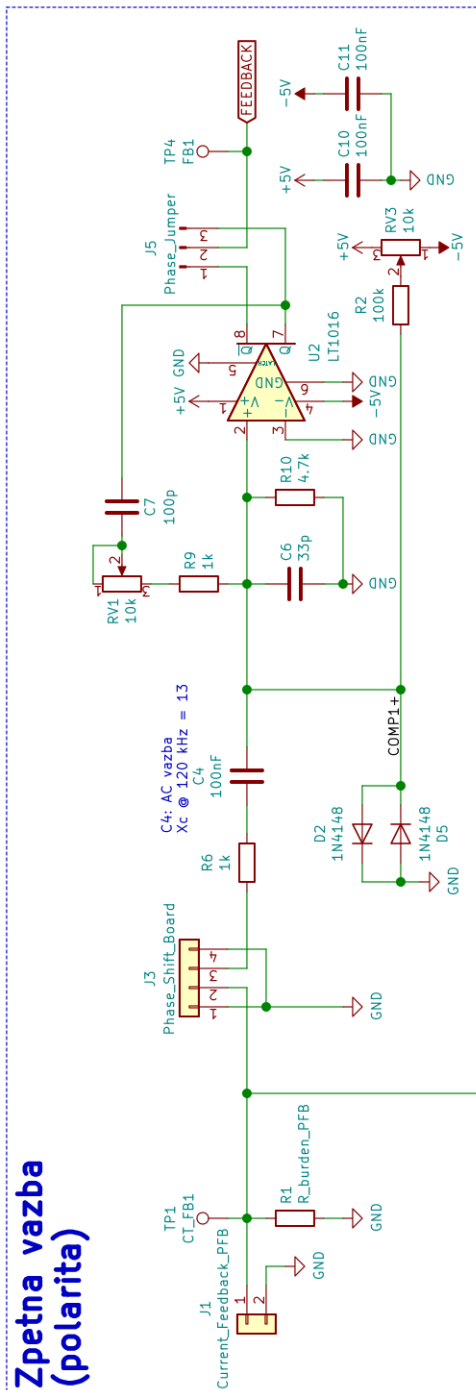 Zpetna vazba
(polarita)
J1
Current_Feedback_PFB
1
2
GND
TP1
CT_FB1
R1
R_burden_PFB
GND
J3
Phase_Shift_Board
1
2
3
4
GND
R6
1k
C4: AC vazba
Xc @ 120 kHz = 13
C4
100nF
D2
1N4148
1N4148
D5
GND
COMP1+
RV1
10k
1
2
3
R9
1k
C7
100p
C6
33p
R10
4.7k
GND
+5V
GND
1
5
2
3
V+
+
−
V−
GND
LATCH
Q
Q
8
7
6
4
U2
LT1016
GND
-5V
GND
J5
Phase_Jumper
1
2
3
TP4
FB1
FEEDBACK
R2
100k
RV3
10k
+5V
3
2
1
-5V
+5V
C10
100nF
-5V
C11
100nF
GND